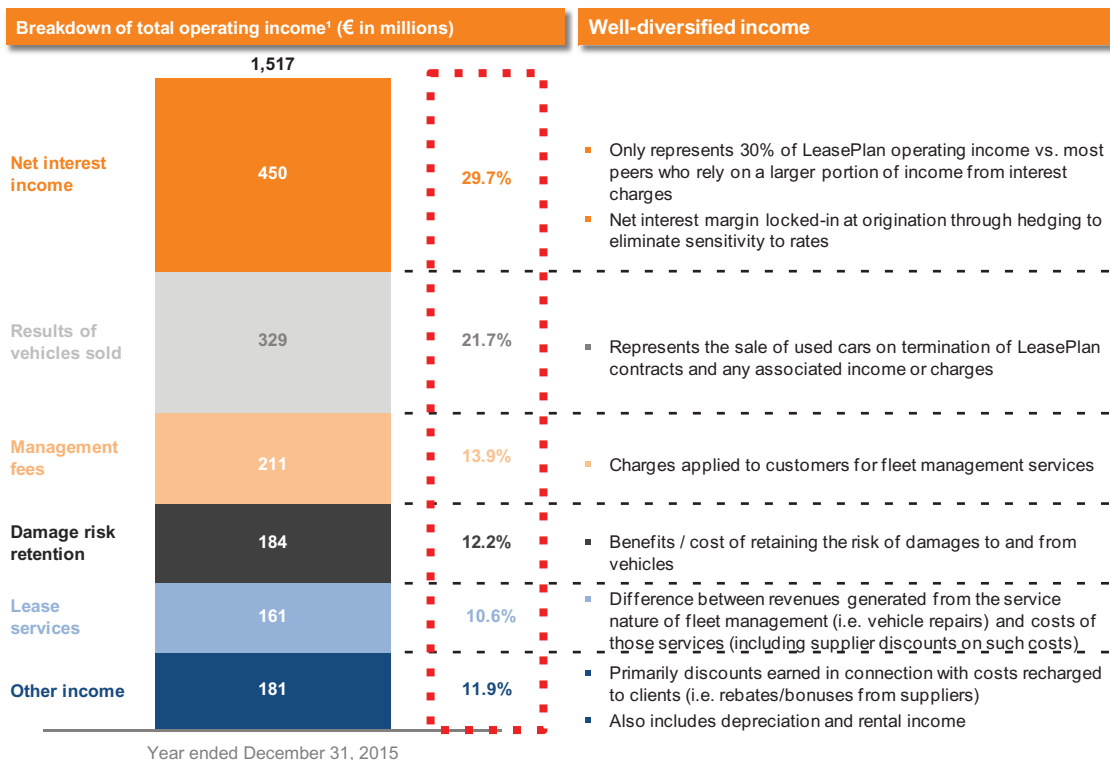 Breakdown of total operating income¹ (€ in millions)
Well-diversified income
1,517
Net interest
income
450
29.7%
Only represents 30% of LeasePlan operating income vs. most
peers who rely on a larger portion of income from interest
charges
Net interest margin locked-in at origination through hedging to
eliminate sensitivity to rates
Results of
vehicles sold
329
21.7%
Represents the sale of used cars on termination of LeasePlan
contracts and any associated income or charges
Management
fees
211
13.9%
Charges applied to customers for fleet management services
Damage risk
retention
184
12.2%
Benefits / cost of retaining the risk of damages to and from
vehicles
Lease
services
161
10.6%
Difference between revenues generated from the service
nature of fleet management (i.e. vehicle repairs) and costs of
those services (including supplier discounts on such costs)
Other income
181
11.9%
Primarily discounts earned in connection with costs recharged
to clients (i.e. rebates/bonuses from suppliers)
Also includes depreciation and rental income
Year ended December 31, 2015